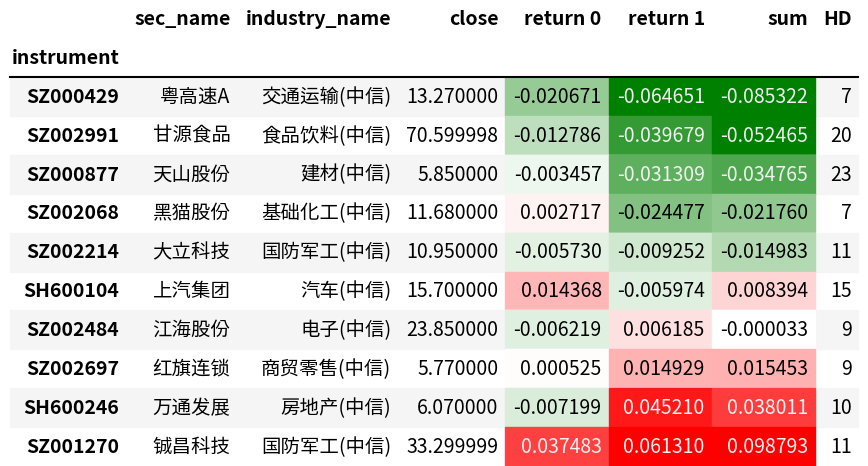 sec_name industry_name close return 0 return 1 sum HD
instrument
SZ000429 粤高速A 交通运输(中信) 13.270000 -0.020671 -0.064651 -0.085322 7
SZ002991 甘源食品 食品饮料(中信) 70.599998 -0.012786 -0.039679 -0.052465 20
SZ000877 天山股份 建材(中信) 5.850000 -0.003457 -0.031309 -0.034765 23
SZ002068 黑猫股份 基础化工(中信) 11.680000 0.002717 -0.024477 -0.021760 7
SZ002214 大立科技 国防军工(中信) 10.950000 -0.005730 -0.009252 -0.014983 11
SH600104 上汽集团 汽车(中信) 15.700000 0.014368 -0.005974 0.008394 15
SZ002484 江海股份 电子(中信) 23.850000 -0.006219 0.006185 -0.000033 9
SZ002697 红旗连锁 商贸零售(中信) 5.770000 0.000525 0.014929 0.015453 9
SH600246 万通发展 房地产(中信) 6.070000 -0.007199 0.045210 0.038011 10
SZ001270 铖昌科技 国防军工(中信) 33.299999 0.037483 0.061310 0.098793 11